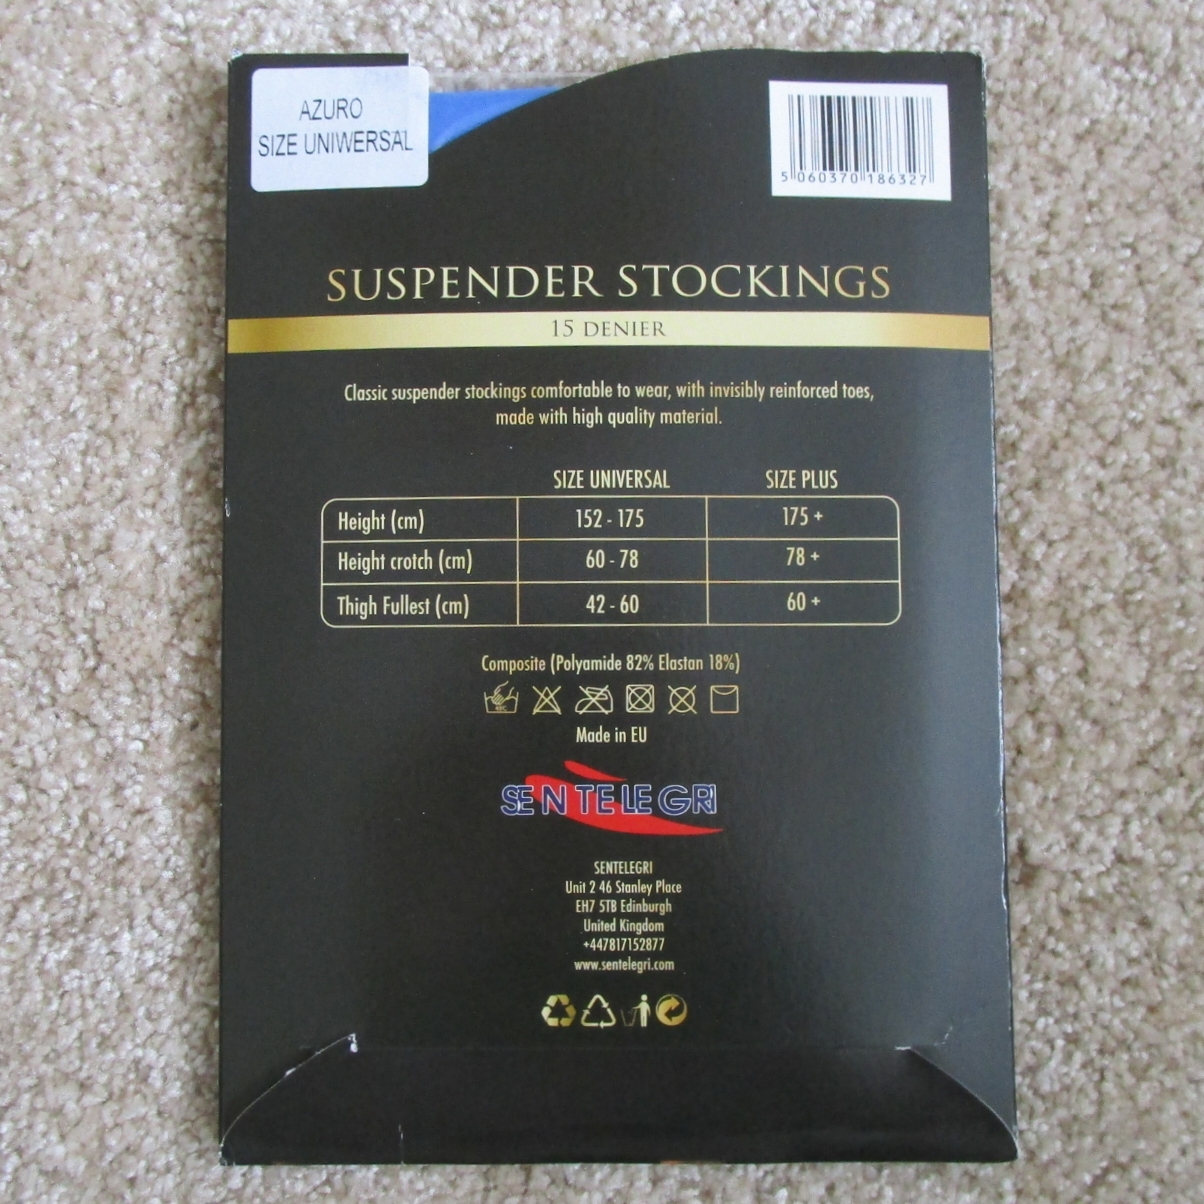 AZURO
SIZE UNIWERSAL
5 060370 186327
SUSPENDER STOCKINGS
15 DENIER
Classic suspender stockings comfortable to wear, with invisibly reinforced toes,
made with high quality material.
SIZE UNIVERSAL SIZE PLUS
Height (cm) 152 - 175 175 +
Height crotch (cm) 60 - 78 78 +
Thigh Fullest (cm) 42 - 60 60 +
Composite (Polyamide 82% Elastan 18%)
Made in EU
SENTELEGRI
SENTELEGRI
Unit 2 46 Stanley Place
EH7 5TB Edinburgh
United Kingdom
+447817152877
www.sentelegri.com